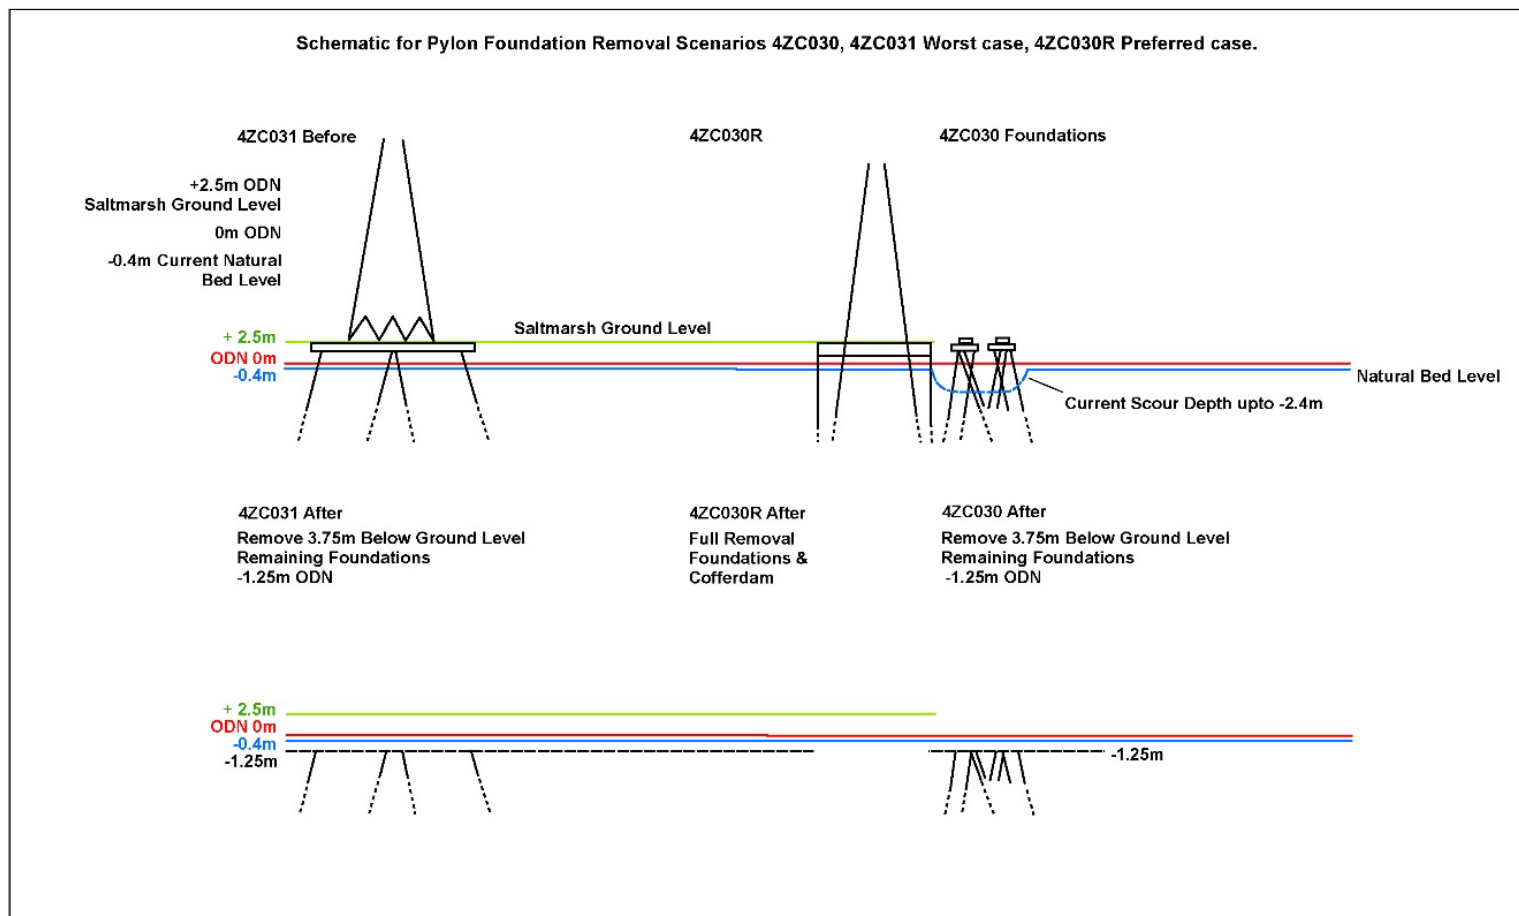 Schematic for Pylon Foundation Removal Scenarios 4ZC030, 4ZC031 Worst case, 4ZC030R Preferred case.
4ZC031 Before
4ZC030R
4ZC030 Foundations
+2.5m ODN
Saltmarsh Ground Level
0m ODN
-0.4m Current Natural
Bed Level
+ 2.5m
ODN 0m
-0.4m
Saltmarsh Ground Level
Natural Bed Level
Current Scour Depth upto -2.4m
4ZC031 After
Remove 3.75m Below Ground Level
Remaining Foundations
-1.25m ODN
4ZC030R After
Full Removal
Foundations &
Cofferdam
4ZC030 After
Remove 3.75m Below Ground Level
Remaining Foundations
-1.25m ODN
+ 2.5m
ODN 0m
-0.4m
-1.25m
-1.25m